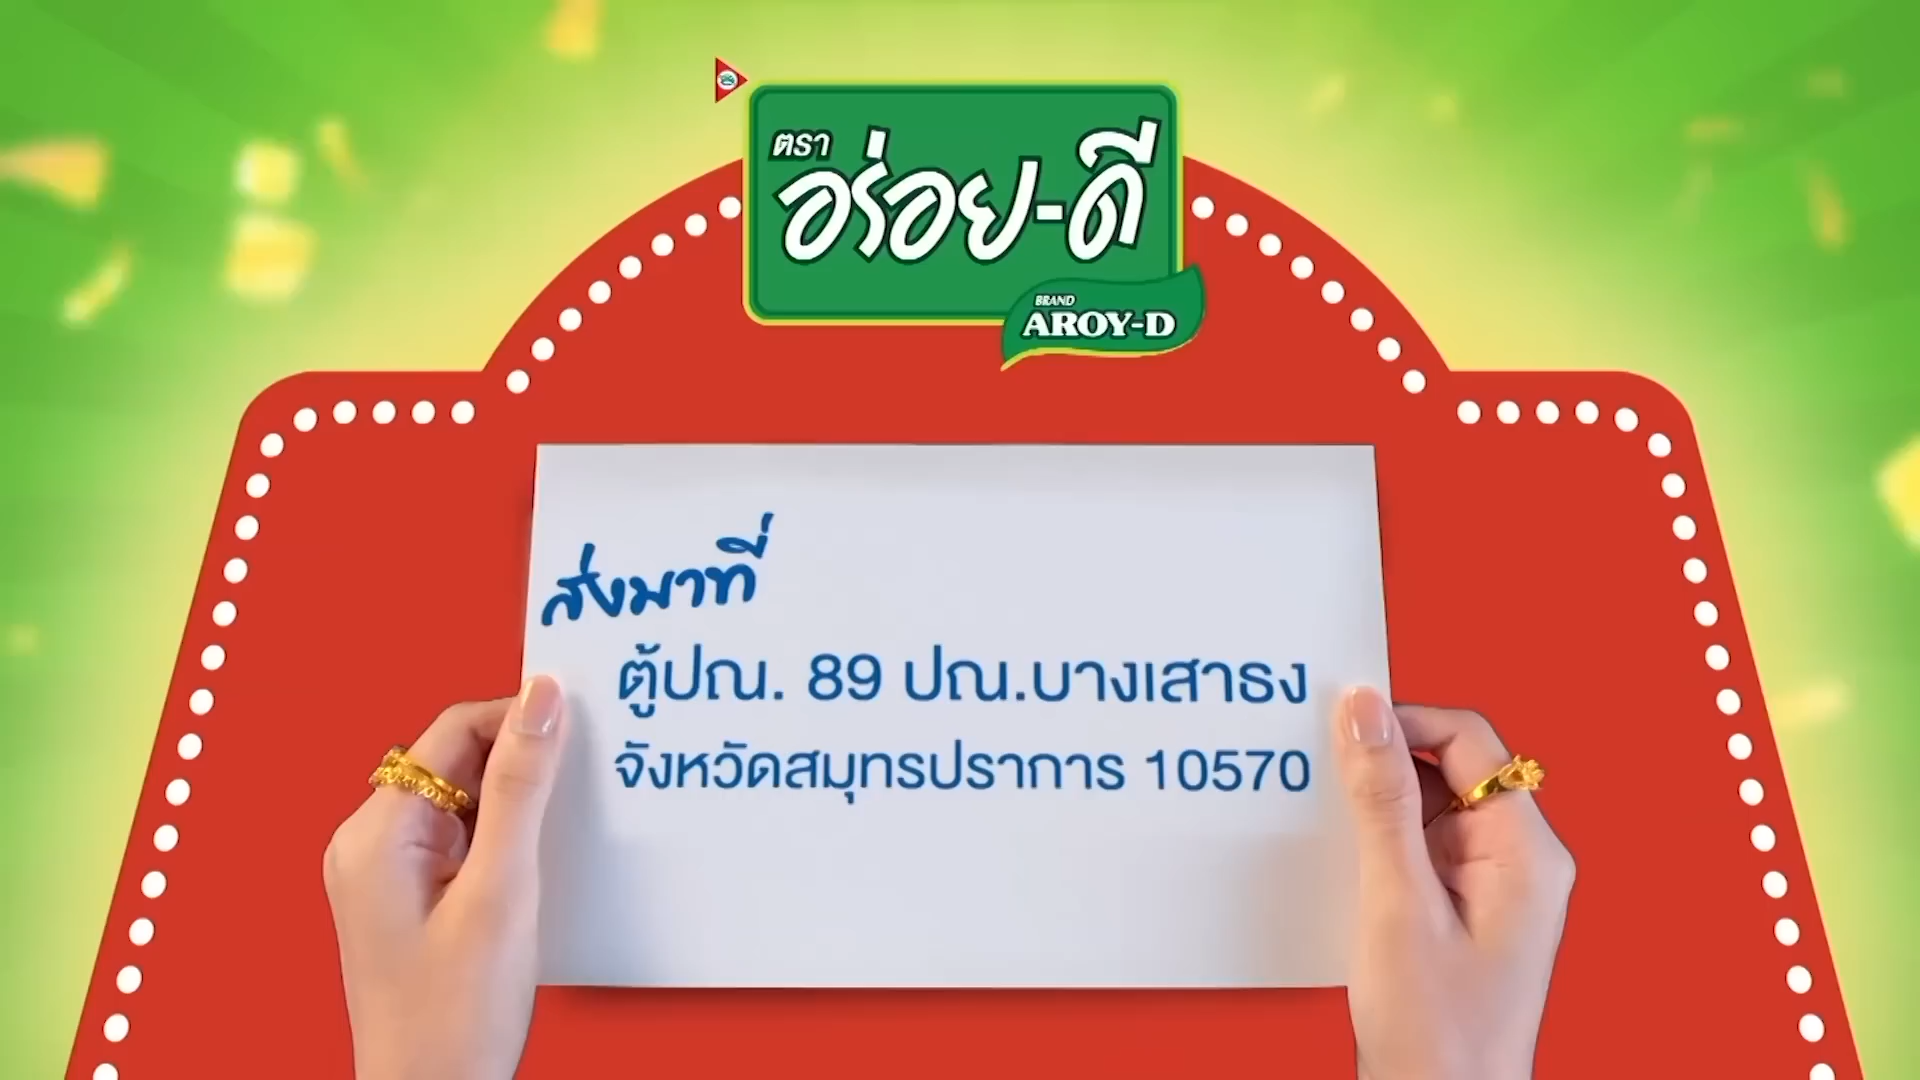 ตรา
อร่อย-ดี
BRAND
AROY-D
ส่งมาที่
ตู้ปณ. 89 ปณ.บางเสาธง
จังหวัดสมุทรปราการ 10570